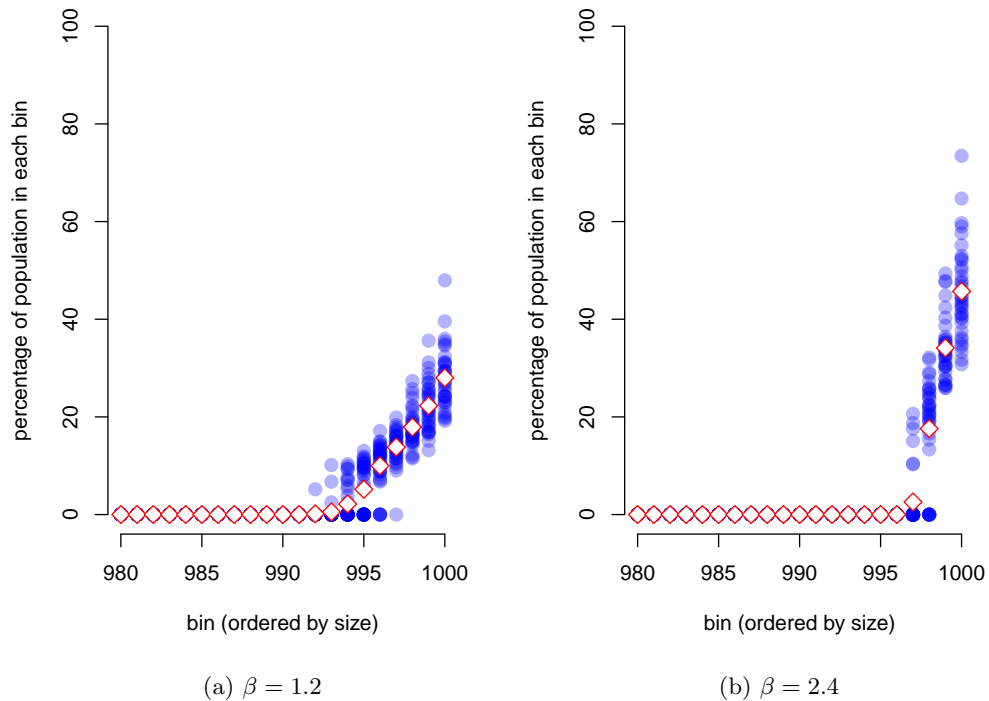 percentage of population in each bin
0 20 40 60 80 100
980 985 990 995 1000
bin (ordered by size)
(a) β = 1.2
percentage of population in each bin
0 20 40 60 80 100
980 985 990 995 1000
bin (ordered by size)
(b) β = 2.4